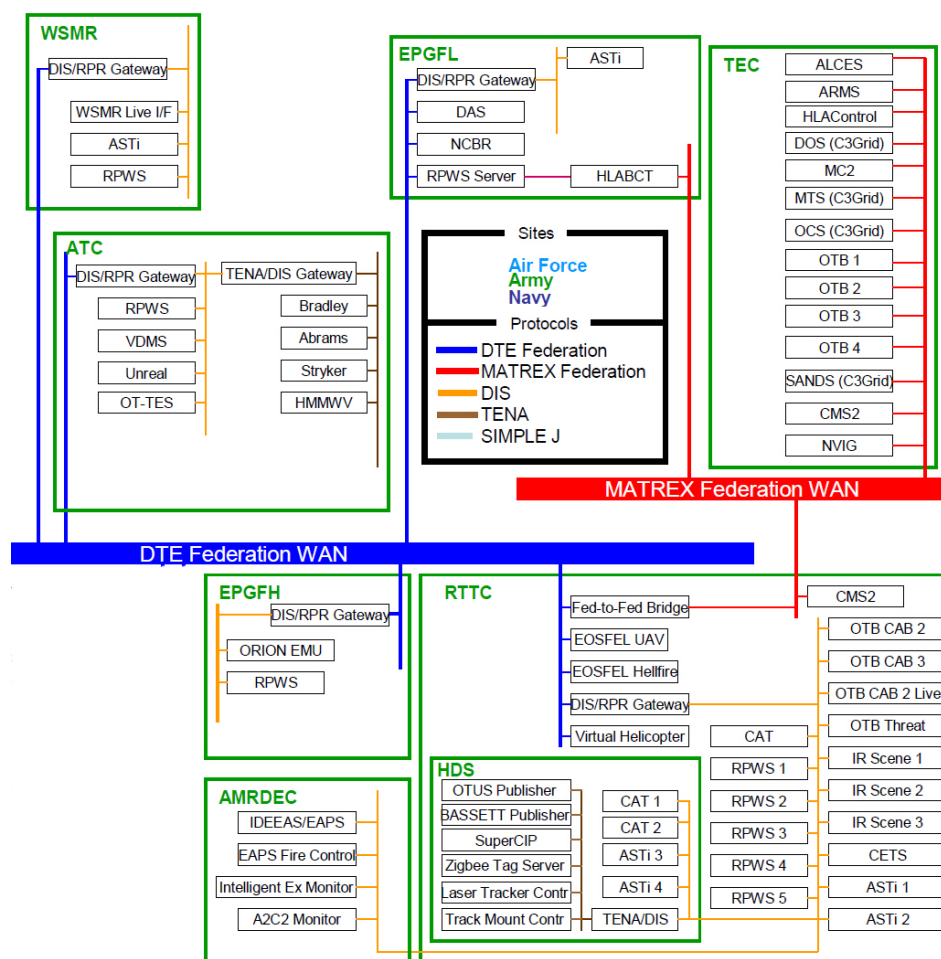 WSMR
DIS/RPR Gateway
WSMR Live I/F
ASTi
RPWS
EPGFL
ASTi
DIS/RPR Gateway
DAS
NCBR
RPWS Server
HLABCT
TEC
ALCES
ARMS
HLAControl
DOS (C3Grid)
MC2
MTS (C3Grid)
OCS (C3Grid)
OTB 1
OTB 2
OTB 3
OTB 4
SANDS (C3Grid)
CMS2
NVIG
ATC
DIS/RPR Gateway
TENA/DIS Gateway
RPWS
VDMS
Unreal
OT-TES
Bradley
Abrams
Stryker
HMMWV
Sites
Air Force
Army
Navy
Protocols
DTE Federation
MATREX Federation
DIS
TENA
SIMPLE J
MATREX Federation WAN
DTE Federation WAN
EPGFH
DIS/RPR Gateway
ORION EMU
RPWS
RTTC
Fed-to-Fed Bridge
EOSFEL UAV
EOSFEL Hellfire
DIS/RPR Gateway
Virtual Helicopter
CMS2
OTB CAB 2
OTB CAB 3
OTB CAB 2 Live
OTB Threat
IR Scene 1
IR Scene 2
IR Scene 3
CETS
ASTi 1
ASTi 2
CAT
RPWS 1
RPWS 2
RPWS 3
RPWS 4
RPWS 5
HDS
OTUS Publisher
BASSETT Publisher
SuperCIP
Zigbee Tag Server
Laser Tracker Contr
Track Mount Contr
CAT 1
CAT 2
ASTi 3
ASTi 4
TENA/DIS
AMRDEC
IDEEAS/EAPS
EAPS Fire Control
Intelligent Ex Monitor
A2C2 Monitor